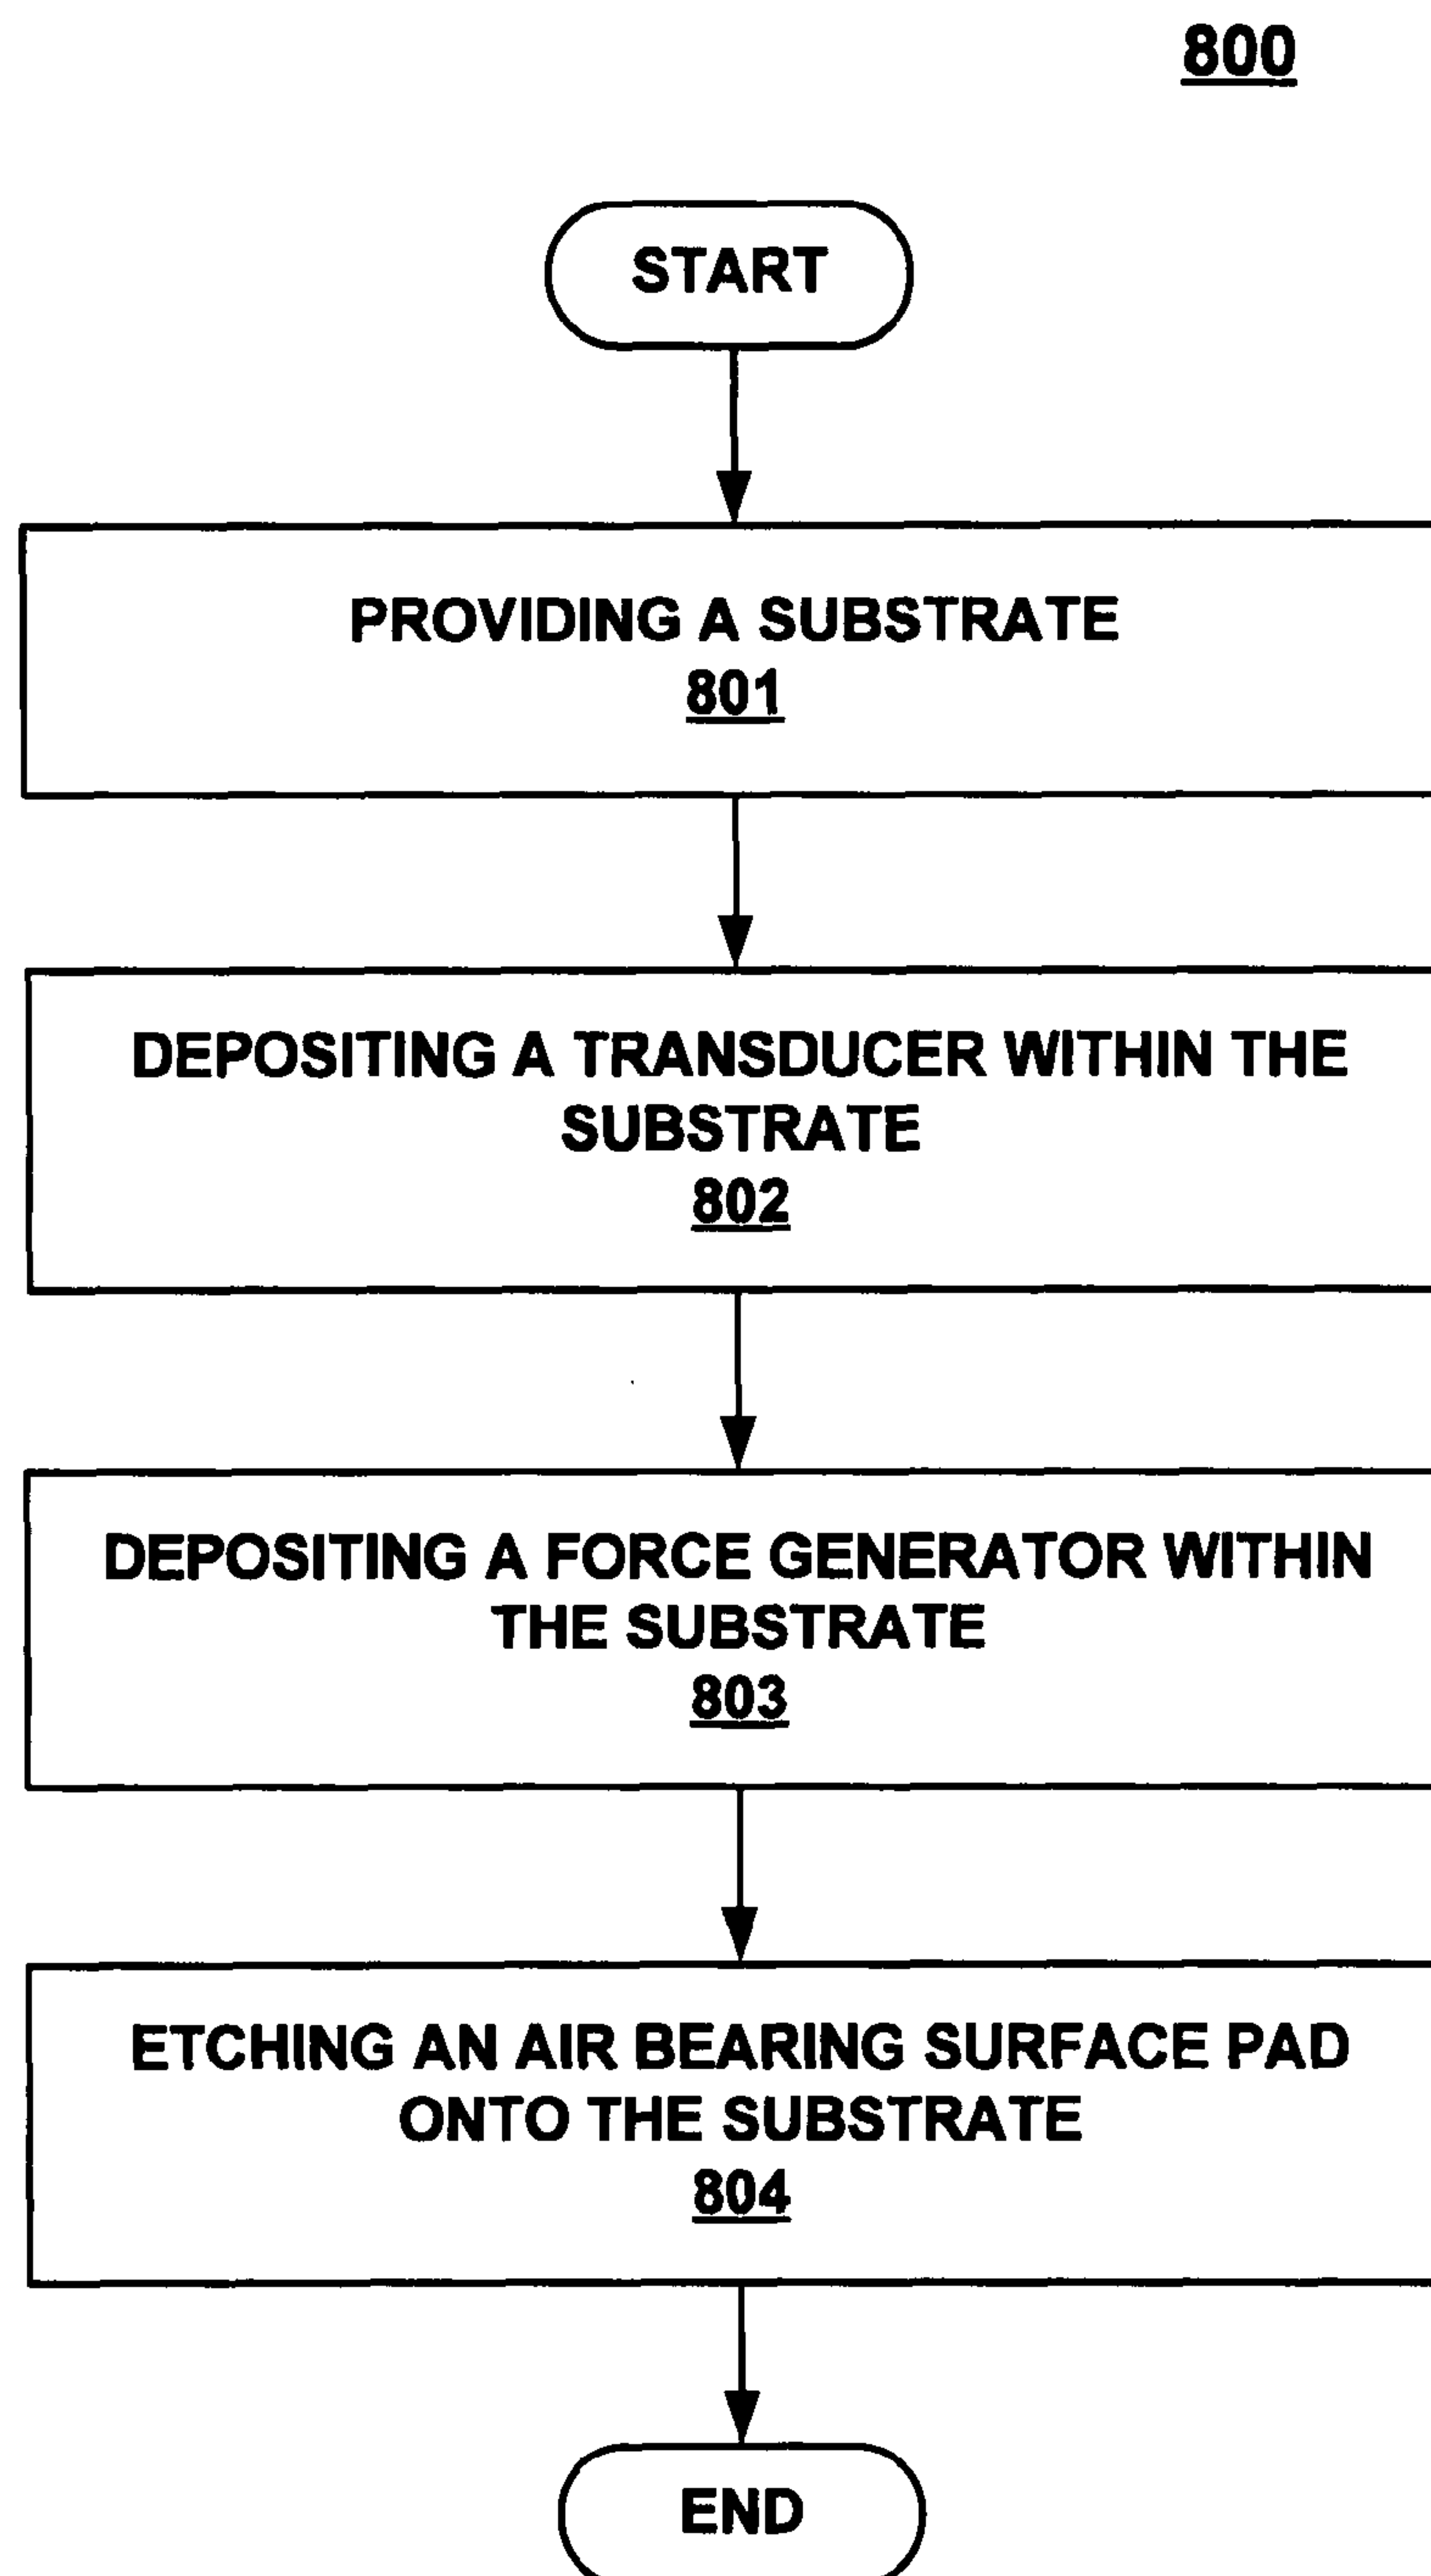 800
START
PROVIDING A SUBSTRATE
801
DEPOSITING A TRANSDUCER WITHIN THE
SUBSTRATE
802
DEPOSITING A FORCE GENERATOR WITHIN
THE SUBSTRATE
803
ETCHING AN AIR BEARING SURFACE PAD
ONTO THE SUBSTRATE
804
END